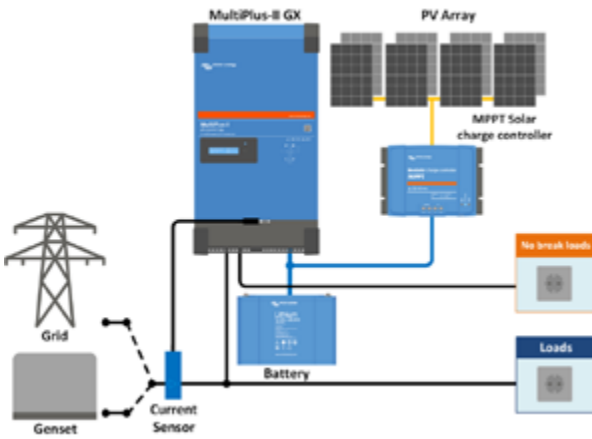 MultiPlus-II GX
PV Array
MPPT Solar
charge controller
No break loads
Grid
Loads
Battery
Current
Sensor
Genset